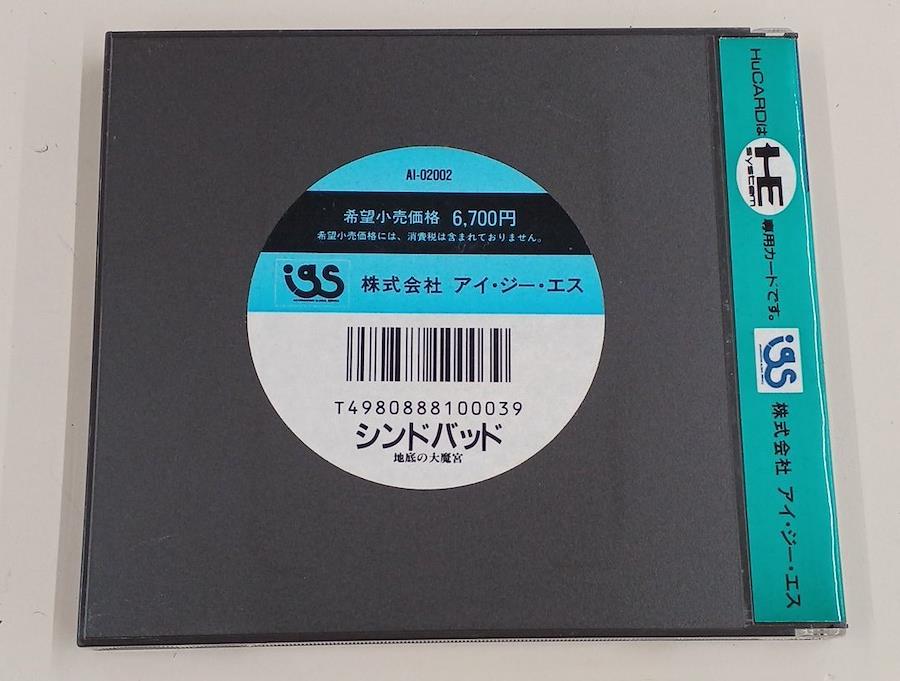 AI-02002
希望小売価格 6,700円
希望小売価格には、消費税は含まれておりません。
igs 株式会社 アイ・ジー・エス
T4980888100039
シンドバッド
地底の大魔宮
HuCARDは HE system 専用カードです。
igs 株式会社 アイ・ジー・エス